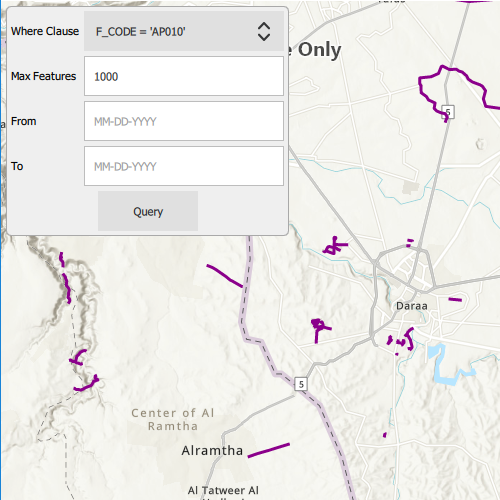 Where Clause F_CODE = 'AP010'
e Only
Max Features 1000
5
From MM-DD-YYYY
To MM-DD-YYYY
Query
Daraa
5
Center of Al
Ramtha
Alramtha
Al Tatweer Al